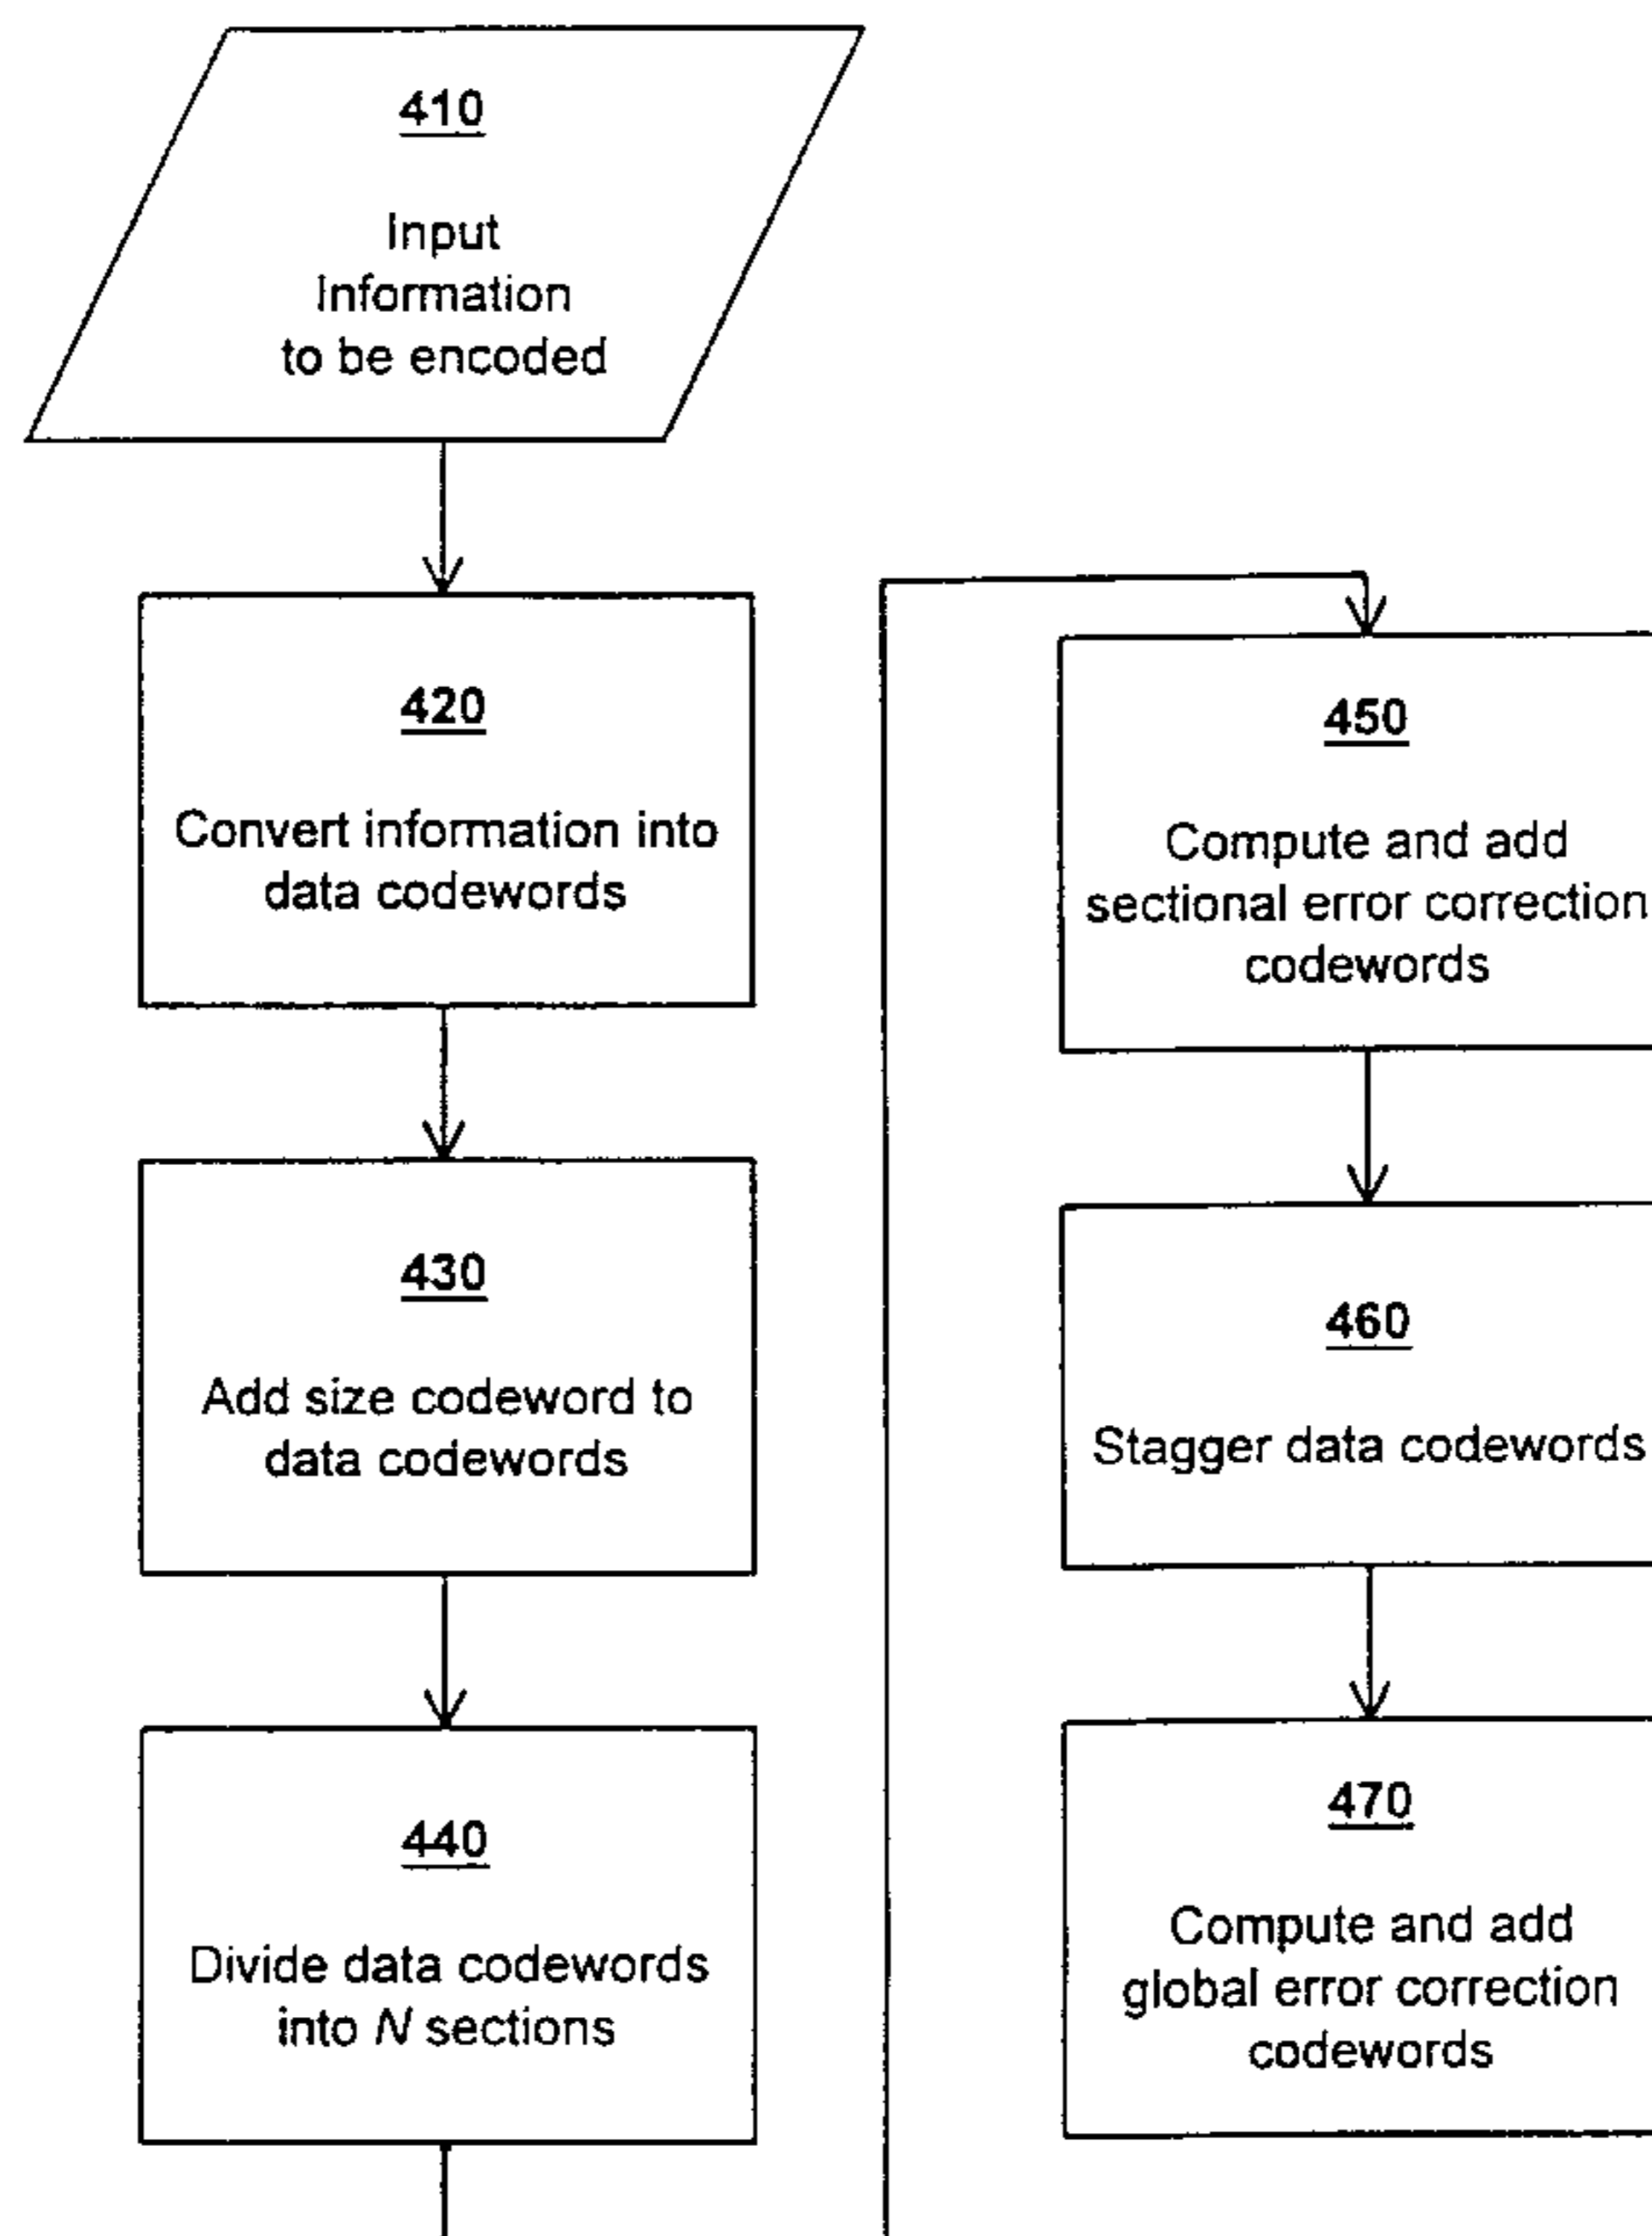 410
Input
Information
to be encoded
420
Convert information into
data codewords
430
Add size codeword to
data codewords
440
Divide data codewords
into N sections
450
Compute and add
sectional error correction
codewords
460
Stagger data codewords
470
Compute and add
global error correction
codewords